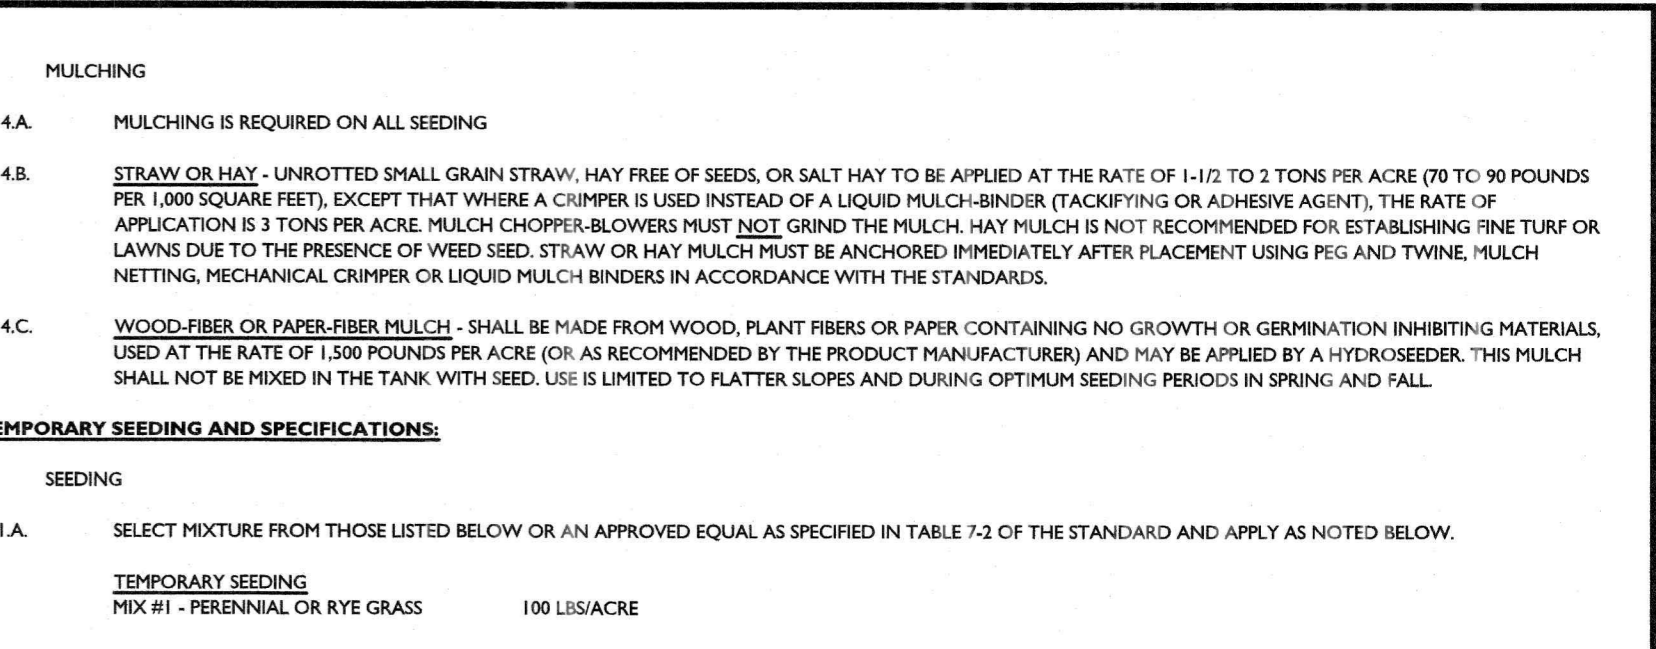 MULCHING
4.A. MULCHING IS REQUIRED ON ALL SEEDING
4.B. STRAW OR HAY - UNROTTED SMALL GRAIN STRAW, HAY FREE OF SEEDS, OR SALT HAY TO BE APPLIED AT THE RATE OF 1-1/2 TO 2 TONS PER ACRE (70 TO 90 POUNDS
PER 1,000 SQUARE FEET), EXCEPT THAT WHERE A CRIMPER IS USED INSTEAD OF A LIQUID MULCH-BINDER (TACKIFYING OR ADHESIVE AGENT), THE RATE OF
APPLICATION IS 3 TONS PER ACRE. MULCH CHOPPER-BLOWERS MUST NOT GRIND THE MULCH. HAY MULCH IS NOT RECOMMENDED FOR ESTABLISHING FINE TURF OR
LAWNS DUE TO THE PRESENCE OF WEED SEED. STRAW OR HAY MULCH MUST BE ANCHORED IMMEDIATELY AFTER PLACEMENT USING PEG AND TWINE, MULCH
NETTING, MECHANICAL CRIMPER OR LIQUID MULCH BINDERS IN ACCORDANCE WITH THE STANDARDS.
4.C. WOOD-FIBER OR PAPER-FIBER MULCH - SHALL BE MADE FROM WOOD, PLANT FIBERS OR PAPER CONTAINING NO GROWTH OR GERMINATION INHIBITING MATERIALS,
USED AT THE RATE OF 1,500 POUNDS PER ACRE (OR AS RECOMMENDED BY THE PRODUCT MANUFACTURER) AND MAY BE APPLIED BY A HYDROSEEDER. THIS MULCH
SHALL NOT BE MIXED IN THE TANK WITH SEED. USE IS LIMITED TO FLATTER SLOPES AND DURING OPTIMUM SEEDING PERIODS IN SPRING AND FALL.
EMPORARY SEEDING AND SPECIFICATIONS:
SEEDING
1.A. SELECT MIXTURE FROM THOSE LISTED BELOW OR AN APPROVED EQUAL AS SPECIFIED IN TABLE 7-2 OF THE STANDARD AND APPLY AS NOTED BELOW.
TEMPORARY SEEDING
MIX #1 - PERENNIAL OR RYE GRASS 100 LBS/ACRE